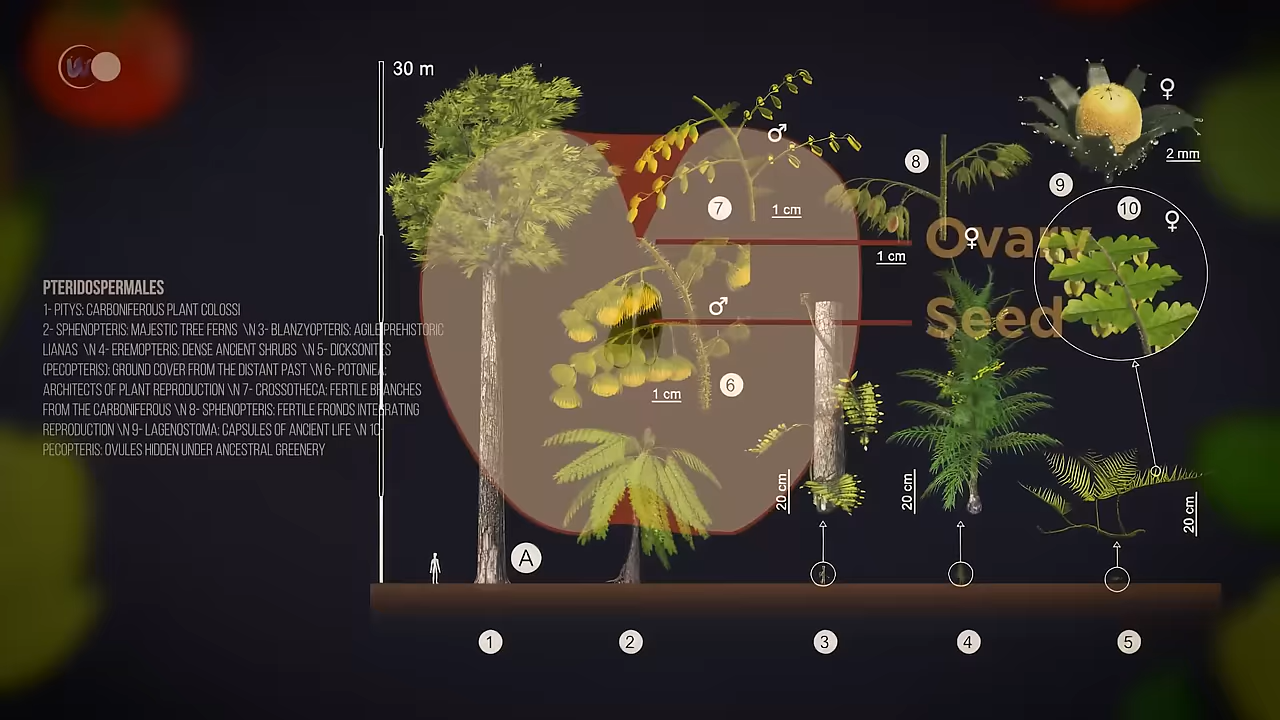 W
30 m
♂
♀
2 mm
8
9
10
♀
7
1 cm
Ovary
♀
1 cm
PTERIDOSPERMALES
1- PITYS: CARBONIFEROUS PLANT COLOSSI
2- SPHENOPTERIS: MAJESTIC TREE FERNS \N 3- BLANZYOPTERIS: AGILE PREHISTORIC
LIANAS \N 4- EREMOPTERIS: DENSE ANCIENT SHRUBS \N 5- DICKSONITES
(PECOPTERIS): GROUND COVER FROM THE DISTANT PAST \N 6- POTONIEA:
ARCHITECTS OF PLANT REPRODUCTION \N 7- CROSSOTHECA: FERTILE BRANCHES
FROM THE CARBONIFEROUS \N 8- SPHENOPTERIS: FERTILE FRONDS INTEGRATING
REPRODUCTION \N 9- LAGENOSTOMA: CAPSULES OF ANCIENT LIFE \N 10-
PECOPTERIS: OVULES HIDDEN UNDER ANCESTRAL GREENERY
♂
Seed
1 cm
6
20 cm
20 cm
20 cm
A
1
2
3
4
5